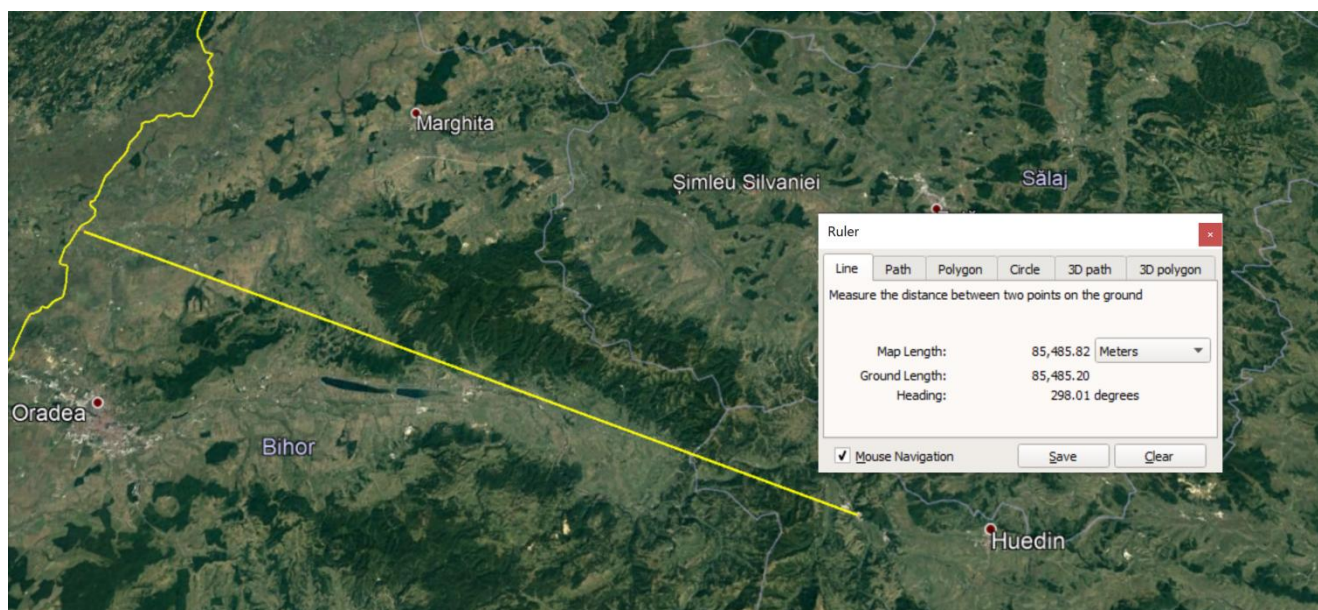 Marghita
Șimleu Silvaniei
Sălaj
Oradea
Bihor
Huedin
Ruler
×
Line
Path
Polygon
Circle
3D path
3D polygon
Measure the distance between two points on the ground
Map Length: 85,485.82 Meters
Ground Length: 85,485.20
Heading: 298.01 degrees
Mouse Navigation
Save
Clear